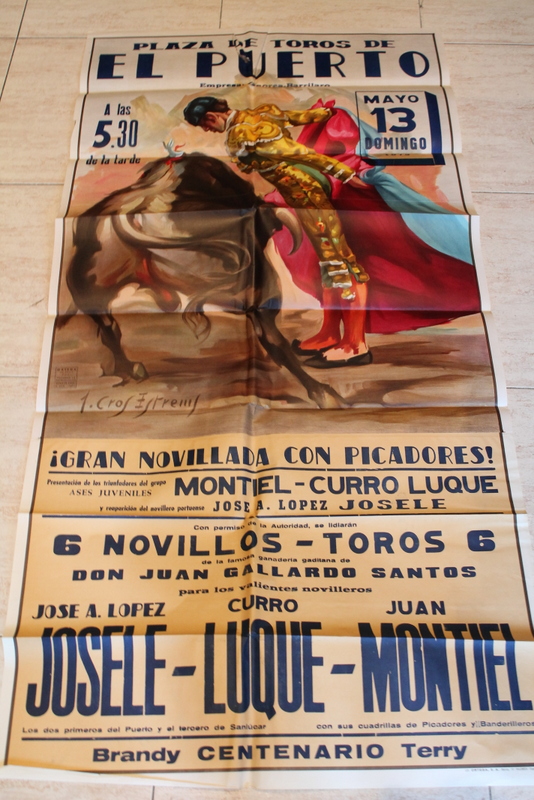 PLAZA DE TOROS DE
EL PUERTO
Empresa: Barrilaro
A las
5.30
de la tarde
MAYO
13
DOMINGO
J. Cros Estrems
¡GRAN NOVILLADA CON PICADORES!
Presentación de los triunfadores del grupo
ASES JUVENILES
MONTIEL - CURRO LUQUE
y reaparición del novillero portuense JOSE A. LOPEZ JOSELE
Con permiso de la Autoridad, se lidiarán
6 NOVILLOS - TOROS 6
de la famosa ganadería gaditana de
DON JUAN GALLARDO SANTOS
para los valientes novilleros
JOSE A. LOPEZ CURRO JUAN
JOSELE - LUQUE - MONTIEL
Los dos primeros del Puerto y el tercero de Sanlúcar con sus cuadrillas de Picadores y Banderilleros
Brandy CENTENARIO Terry